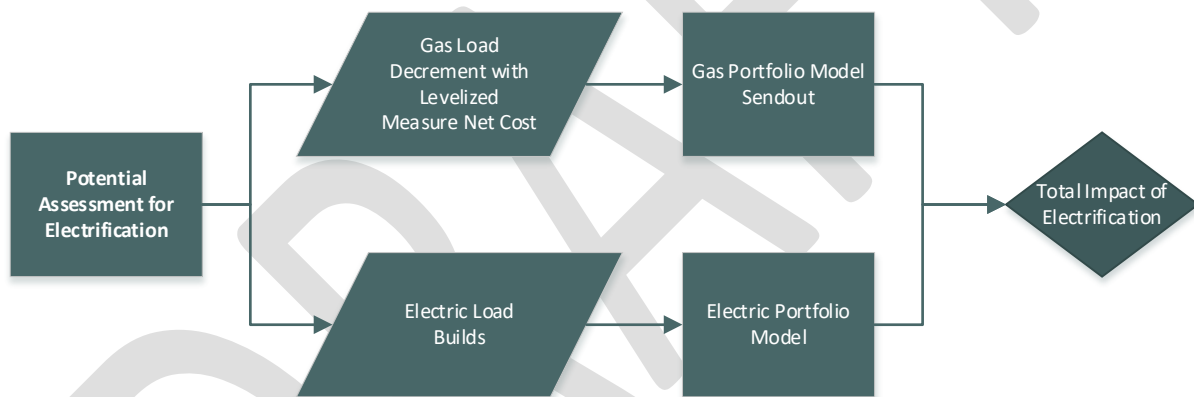 Potential
Assessment for
Electrification
Gas Load
Decrement with
Levelized
Measure Net Cost
Gas Portfolio Model
Sendout
Electric Load
Builds
Electric Portfolio
Model
Total Impact of
Electrification
DRAFT